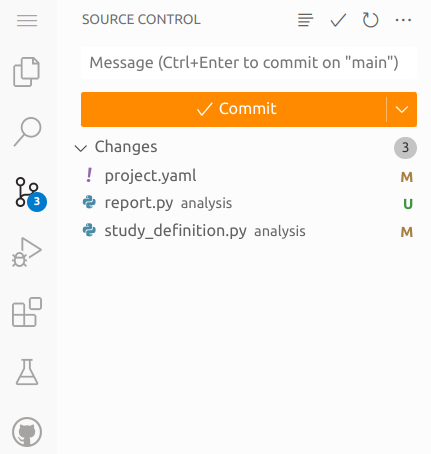 SOURCE CONTROL
Message (Ctrl+Enter to commit on "main")
Commit
Changes 3
! project.yaml M
report.py analysis U
3
study_definition.py analysis M